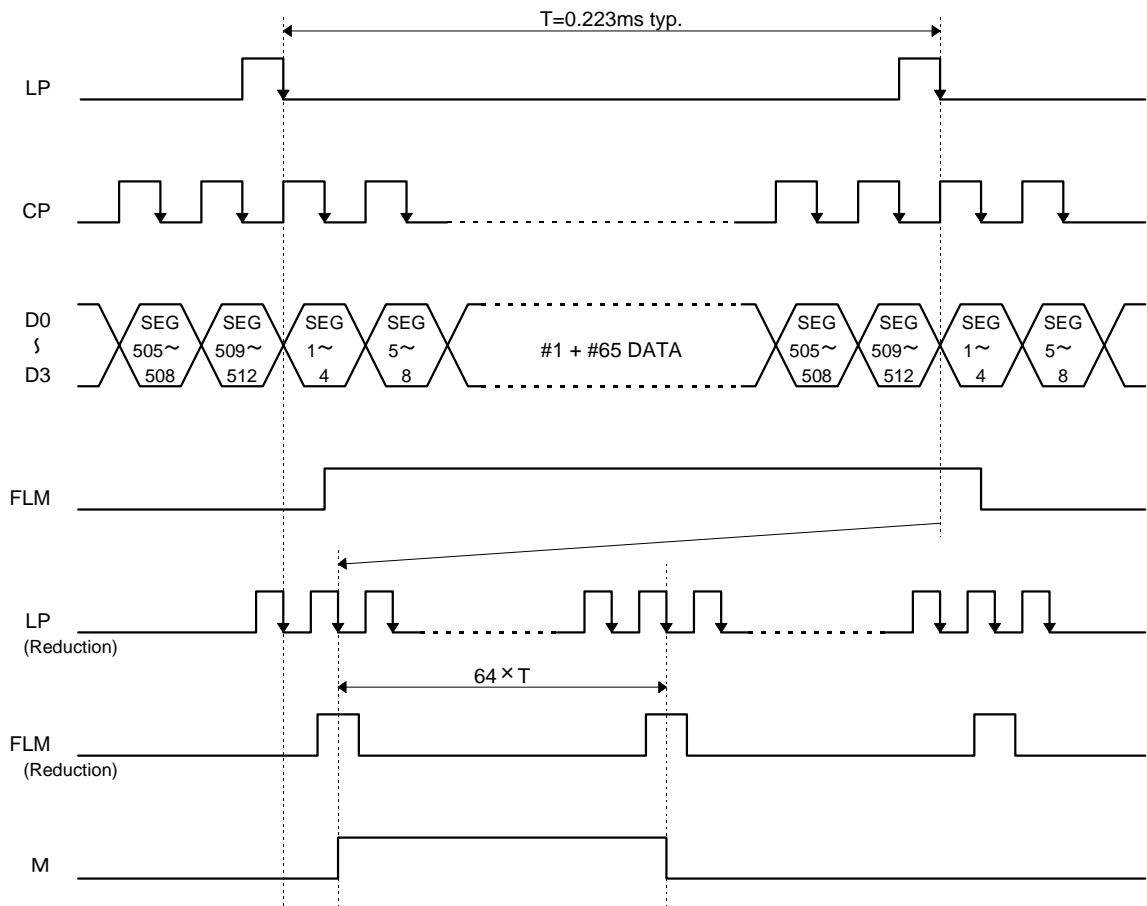 T=0.223ms typ.
LP
CP
D0
∫
D3
SEG
505~
508
SEG
509~
512
SEG
1~
4
SEG
5~
8
#1 + #65 DATA
SEG
505~
508
SEG
509~
512
SEG
1~
4
SEG
5~
8
FLM
LP
(Reduction)
64×T
FLM
(Reduction)
M